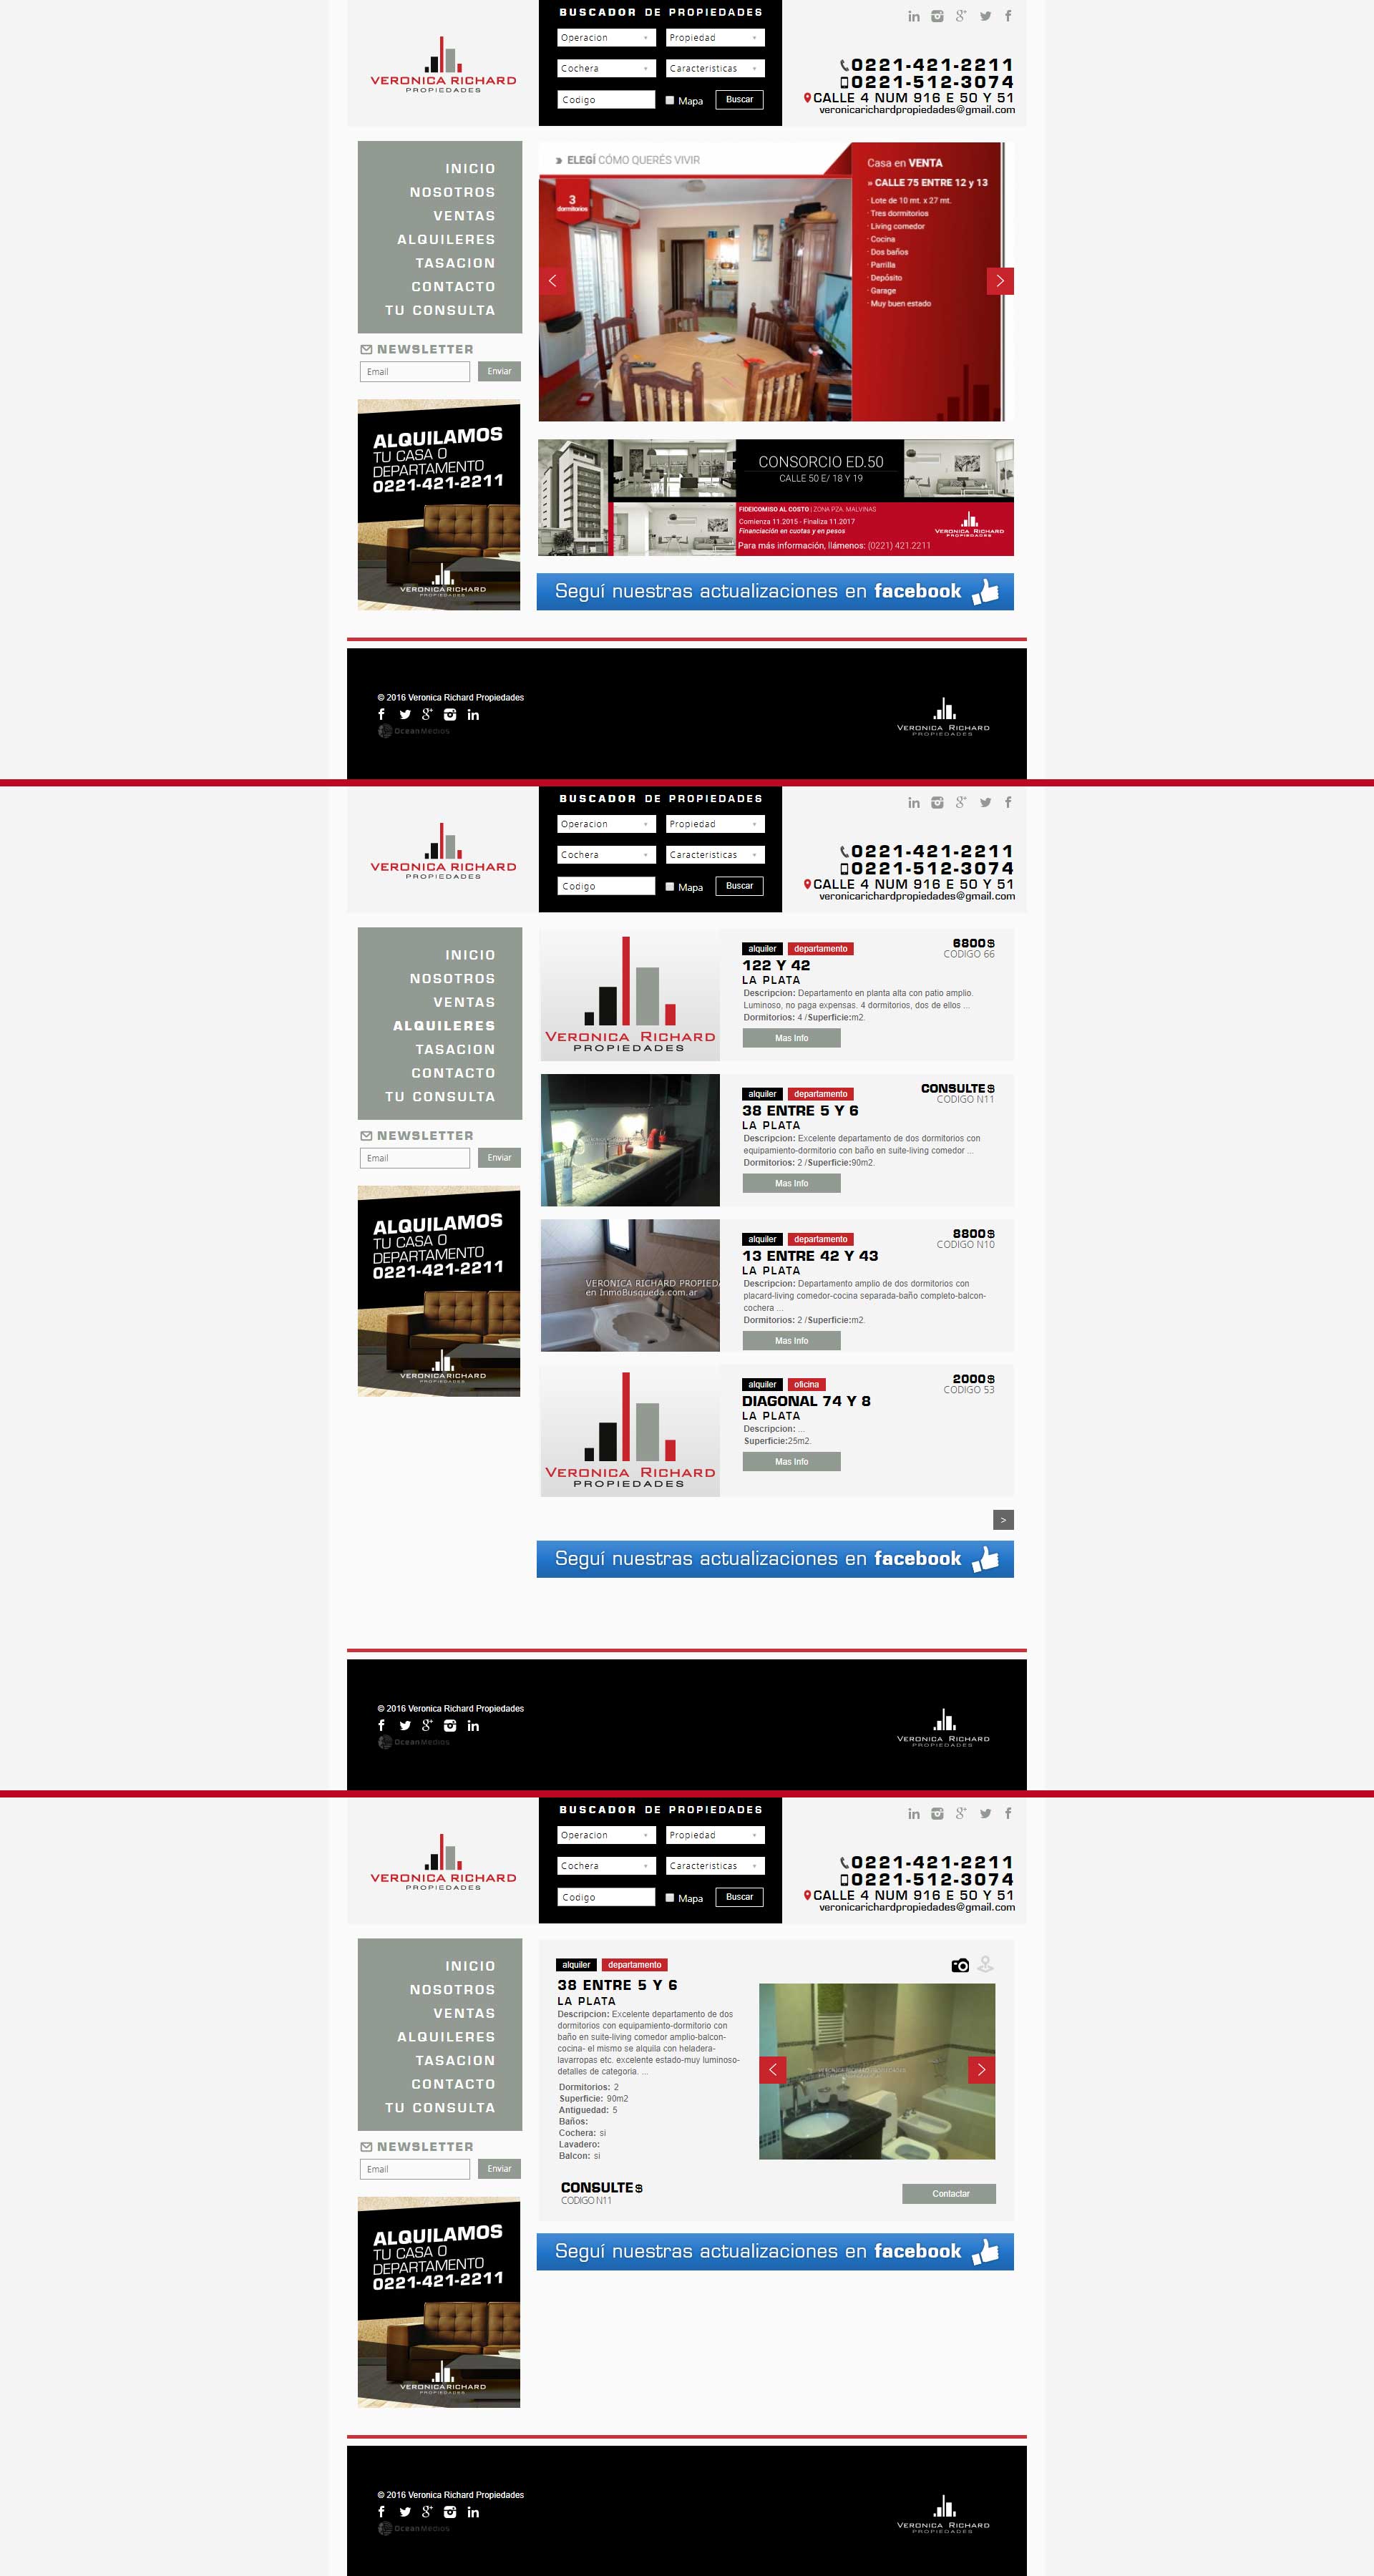 BUSCADOR DE PROPIEDADES
Operacion
Propiedad
Cochera
Caracteristicas
Codigo
Mapa
Buscar
VERONICA RICHARD
PROPIEDADES
0221-421-2211
0221-512-3074
CALLE 4 NUM 916 E 50 Y 51
veronicarichardpropiedades@gmail.com
INICIO
NOSOTROS
VENTAS
ALQUILERES
TASACION
CONTACTO
TU CONSULTA
NEWSLETTER
Email
Enviar
ALQUILAMOS
TU CASA O
DEPARTAMENTO
0221-421-2211
VERONICA RICHARD
PROPIEDADES
» ELEGÍ CÓMO QUERÉS VIVIR
3
dormitorios
Casa en VENTA
» CALLE 75 ENTRE 12 y 13
· Lote de 10 mt. x 27 mt.
· Tres dormitorios
· Living comedor
· Cocina
· Dos baños
· Parrilla
· Depósito
· Garage
· Muy buen estado
CONSORCIO ED.50
CALLE 50 E/ 18 Y 19
FIDEICOMISO AL COSTO | ZONA PZA. MALVINAS
Comienza 11.2015 - Finaliza 11.2017
Financiación en cuotas y en pesos
Para más información, llámenos: (0221) 421.2211
VERONICA RICHARD
PROPIEDADES
Seguí nuestras actualizaciones en facebook
© 2016 Veronica Richard Propiedades
OceanMedios
VERONICA RICHARD
PROPIEDADES
BUSCADOR DE PROPIEDADES
Operacion
Propiedad
Cochera
Caracteristicas
Codigo
Mapa
Buscar
VERONICA RICHARD
PROPIEDADES
0221-421-2211
0221-512-3074
CALLE 4 NUM 916 E 50 Y 51
veronicarichardpropiedades@gmail.com
INICIO
NOSOTROS
VENTAS
ALQUILERES
TASACION
CONTACTO
TU CONSULTA
NEWSLETTER
Email
Enviar
ALQUILAMOS
TU CASA O
DEPARTAMENTO
0221-421-2211
VERONICA RICHARD
PROPIEDADES
VERONICA RICHARD
PROPIEDADES
alquiler departamento
6800$
CODIGO 66
122 Y 42
LA PLATA
Descripcion: Departamento en planta alta con patio amplio.
Luminoso, no paga expensas. 4 dormitorios, dos de ellos ...
Dormitorios: 4 /Superficie:m2.
Mas Info
alquiler departamento
CONSULTE$
CODIGO N11
38 ENTRE 5 Y 6
LA PLATA
Descripcion: Excelente departamento de dos dormitorios con
equipamiento-dormitorio con baño en suite-living comedor ...
Dormitorios: 2 /Superficie:90m2.
Mas Info
VERONICA RICHARD PROPIED
en InmoBusqueda.com.ar
alquiler departamento
8800$
CODIGO N10
13 ENTRE 42 Y 43
LA PLATA
Descripcion: Departamento amplio de dos dormitorios con
placard-living comedor-cocina separada-baño completo-balcon-
cochera ...
Dormitorios: 2 /Superficie:m2.
Mas Info
VERONICA RICHARD
PROPIEDADES
alquiler oficina
2000$
CODIGO 53
DIAGONAL 74 Y 8
LA PLATA
Descripcion: ...
Superficie:25m2.
Mas Info
>
Seguí nuestras actualizaciones en facebook
© 2016 Veronica Richard Propiedades
OceanMedios
VERONICA RICHARD
PROPIEDADES
BUSCADOR DE PROPIEDADES
Operacion
Propiedad
Cochera
Caracteristicas
Codigo
Mapa
Buscar
VERONICA RICHARD
PROPIEDADES
0221-421-2211
0221-512-3074
CALLE 4 NUM 916 E 50 Y 51
veronicarichardpropiedades@gmail.com
INICIO
NOSOTROS
VENTAS
ALQUILERES
TASACION
CONTACTO
TU CONSULTA
NEWSLETTER
Email
Enviar
ALQUILAMOS
TU CASA O
DEPARTAMENTO
0221-421-2211
VERONICA RICHARD
PROPIEDADES
alquiler departamento
38 ENTRE 5 Y 6
LA PLATA
Descripcion: Excelente departamento de dos
dormitorios con equipamiento-dormitorio con
baño en suite-living comedor amplio-balcon-
cocina- el mismo se alquila con heladera-
lavarropas etc. excelente estado-muy luminoso-
detalles de categoria. ...
Dormitorios: 2
Superficie: 90m2
Antiguedad: 5
Baños:
Cochera: si
Lavadero:
Balcon: si
CONSULTE$
CODIGO N11
Contactar
Seguí nuestras actualizaciones en facebook
© 2016 Veronica Richard Propiedades
OceanMedios
VERONICA RICHARD
PROPIEDADES